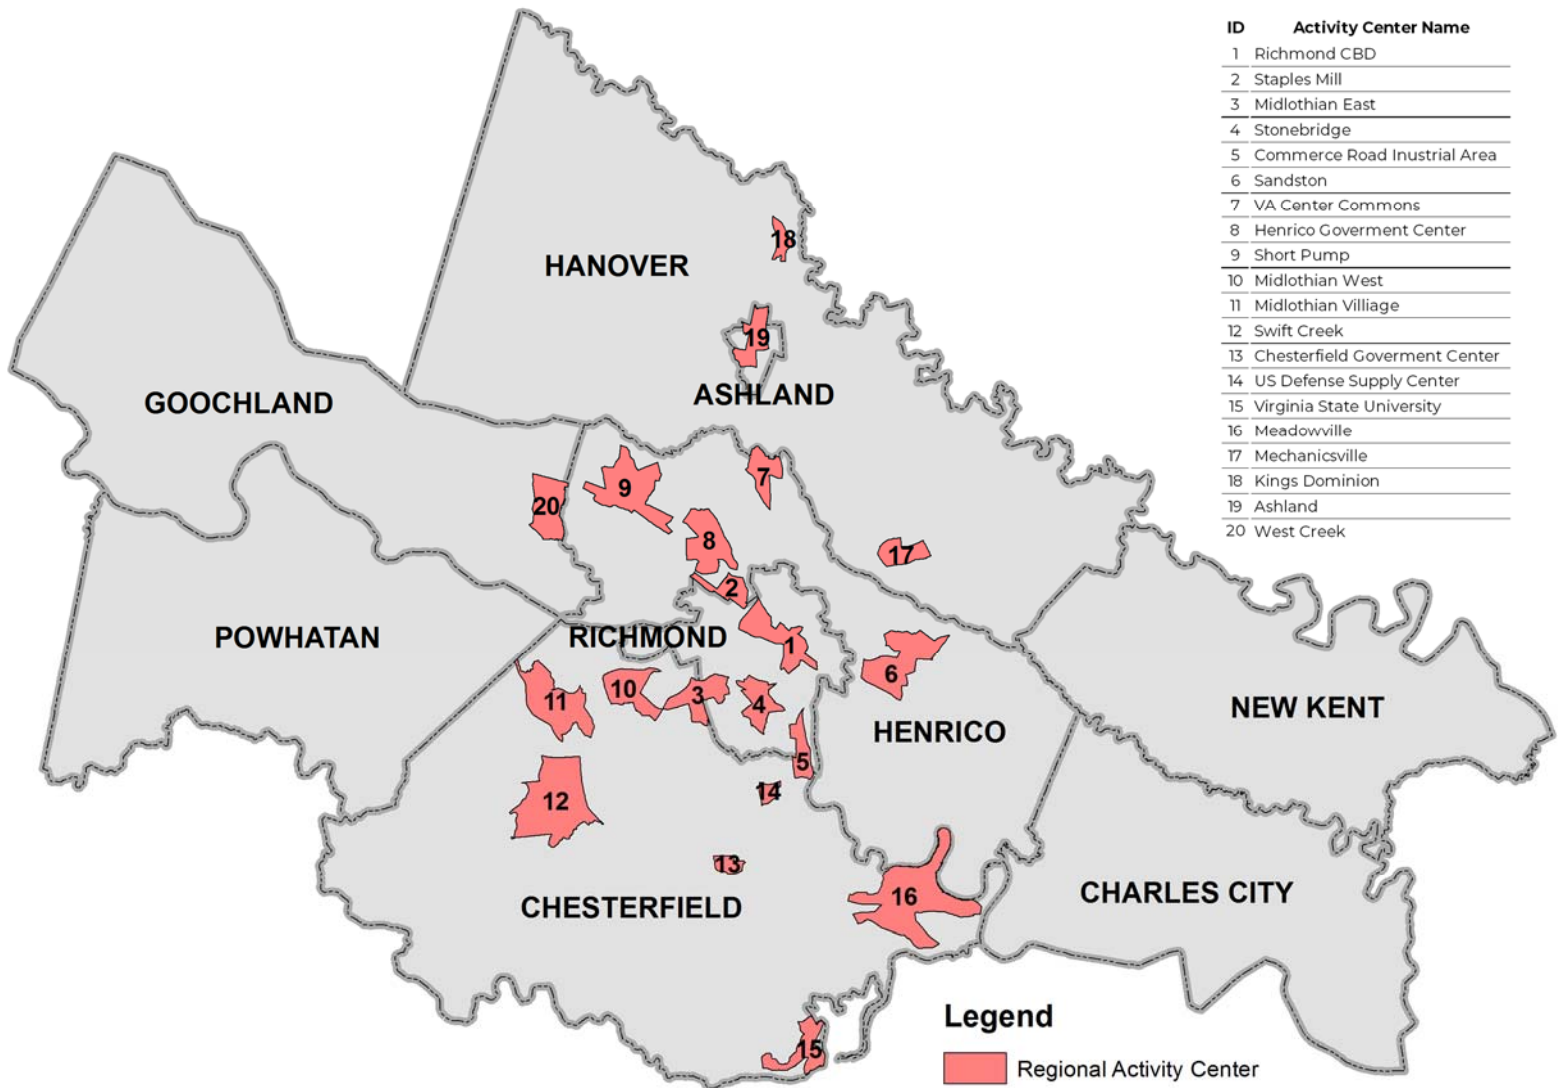 ID Activity Center Name
1 Richmond CBD
2 Staples Mill
3 Midlothian East
4 Stonebridge
5 Commerce Road Inustrial Area
6 Sandston
7 VA Center Commons
8 Henrico Goverment Center
9 Short Pump
10 Midlothian West
11 Midlothian Villiage
12 Swift Creek
13 Chesterfield Goverment Center
14 US Defense Supply Center
15 Virginia State University
16 Meadowville
17 Mechanicsville
18 Kings Dominion
19 Ashland
20 West Creek
18
HANOVER
19
ASHLAND
GOOCHLAND
7
9
20
8
17
2
POWHATAN
RICHMOND
1
6
10
3
11
4
NEW KENT
HENRICO
5
14
12
13
CHARLES CITY
16
CHESTERFIELD
15
Legend
Regional Activity Center